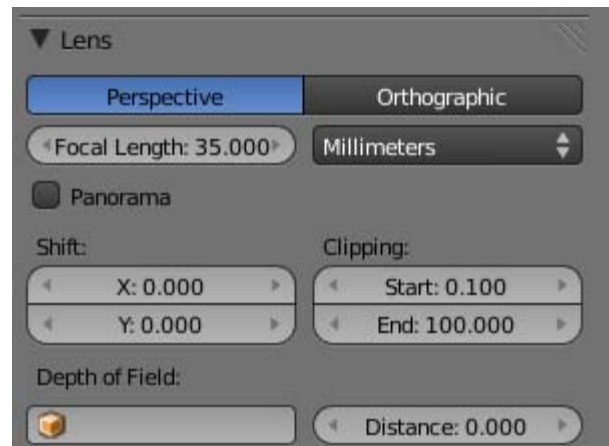 Lens
Perspective Orthographic
Focal Length: 35.000 Millimeters
Panorama
Shift: Clipping:
X: 0.000 Start: 0.100
Y: 0.000 End: 100.000
Depth of Field:
Distance: 0.000